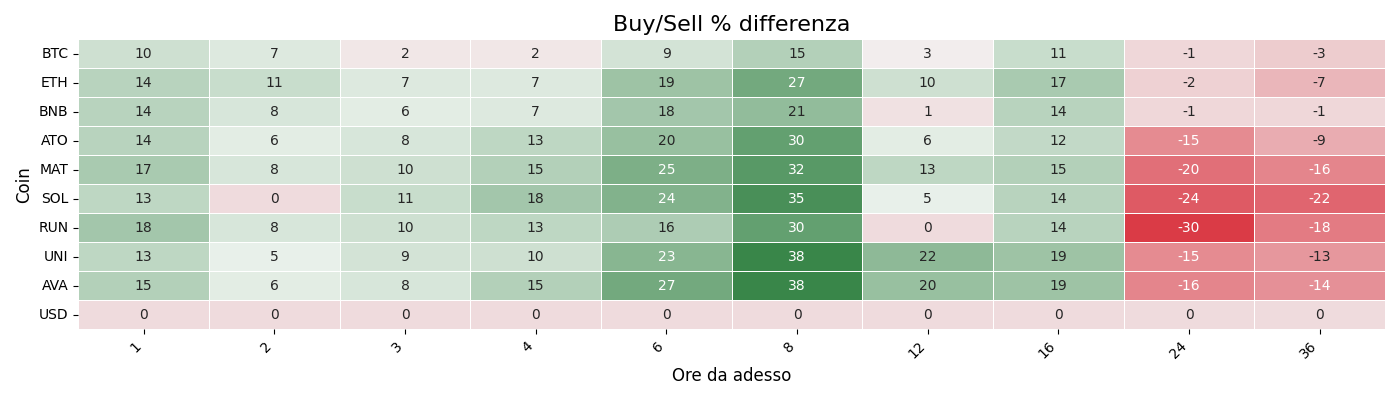 Buy/Sell % differenza
Coin
BTC 10 7 2 2 9 15 3 11 -1 -3
ETH 14 11 7 7 19 27 10 17 -2 -7
BNB 14 8 6 7 18 21 1 14 -1 -1
ATO 14 6 8 13 20 30 6 12 -15 -9
MAT 17 8 10 15 25 32 13 15 -20 -16
SOL 13 0 11 18 24 35 5 14 -24 -22
RUN 18 8 10 13 16 30 0 14 -30 -18
UNI 13 5 9 10 23 38 22 19 -15 -13
AVA 15 6 8 15 27 38 20 19 -16 -14
USD 0 0 0 0 0 0 0 0 0 0
1 2 3 4 6 8 12 16 24 36
Ore da adesso